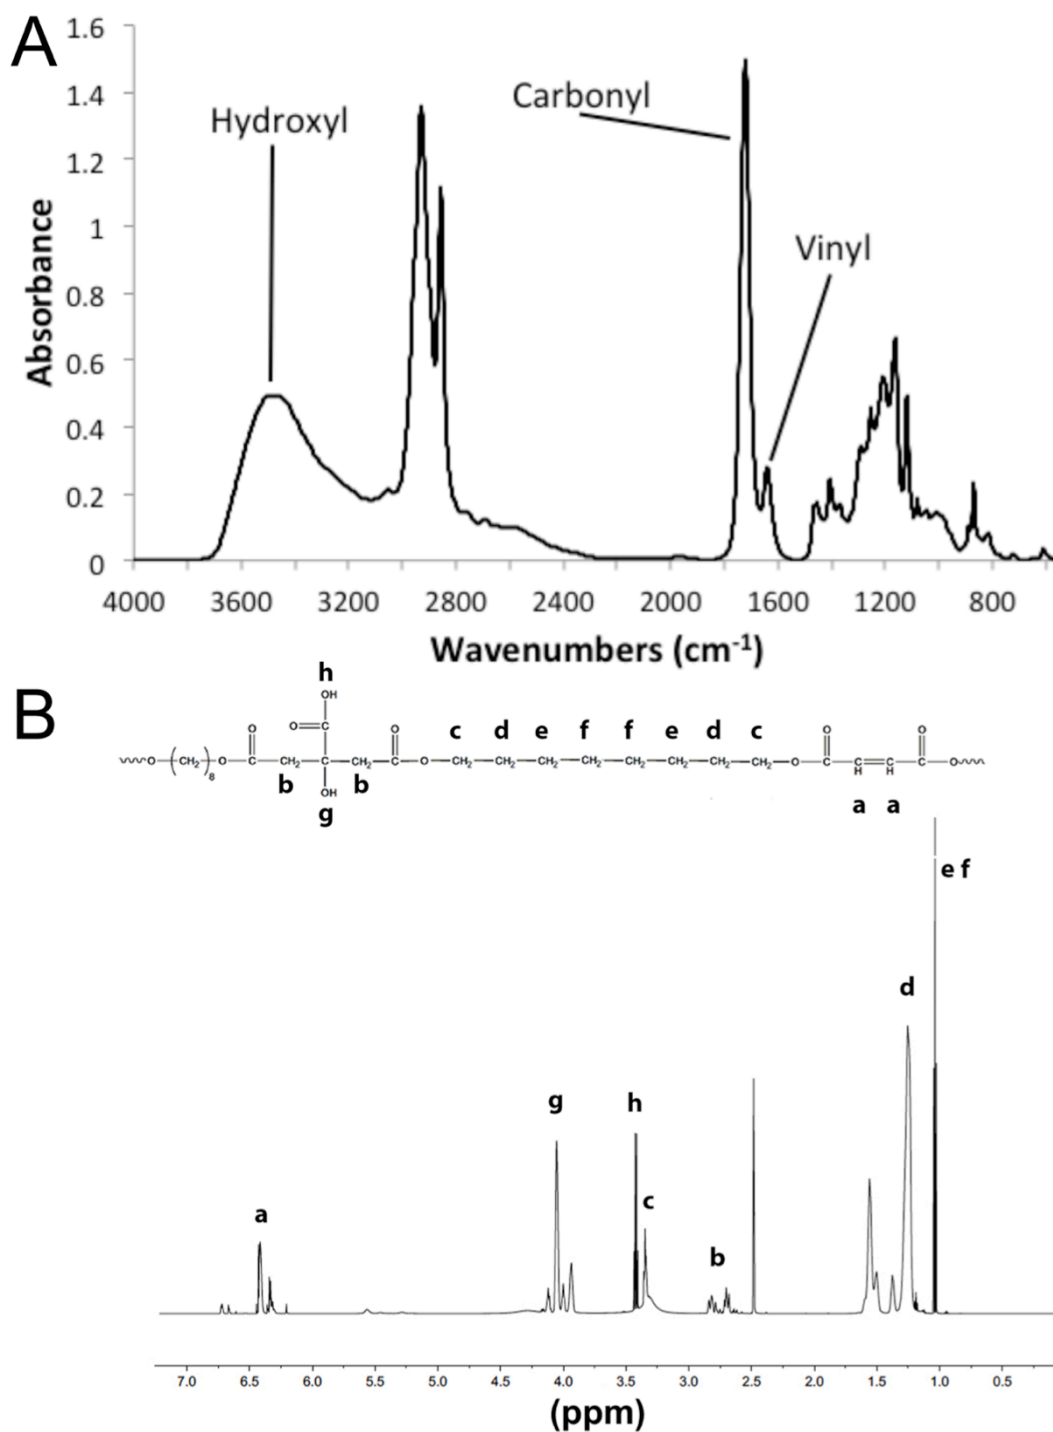 A
1.6
1.4
1.2
1
0.8
0.6
0.4
0.2
0
Absorbance
Hydroxyl
Carbonyl
Vinyl
4000 3600 3200 2800 2400 2000 1600 1200 800
Wavenumbers (cm-1)
B
h
OH
O O O O O
c d e f f e d c
O (CH2)8 O C CH2 C CH2 C O CH2 CH2 CH2 CH2 CH2 CH2 CH2 CH2 O C C C C O
H H
b b
OH
g
a a
e f
d
g h
c
a
b
7.0 6.5 6.0 5.5 5.0 4.5 4.0 3.5 3.0 2.5 2.0 1.5 1.0 0.5
(ppm)